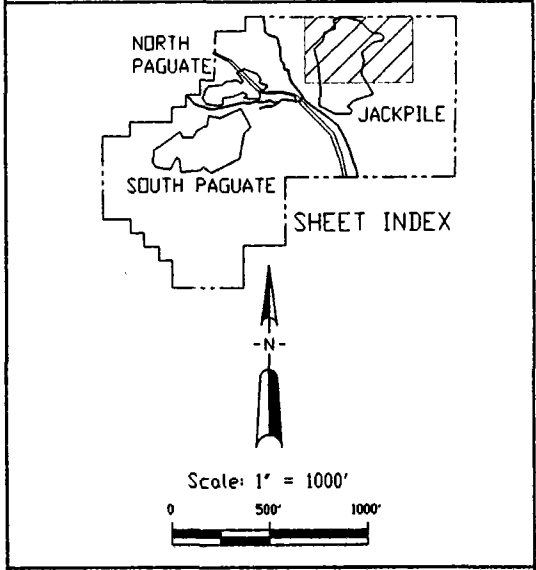 NORTH
PAGUATE
JACKPILE
SOUTH PAGUATE
SHEET INDEX
-N-
Scale: 1" = 1000'
0 500' 1000'